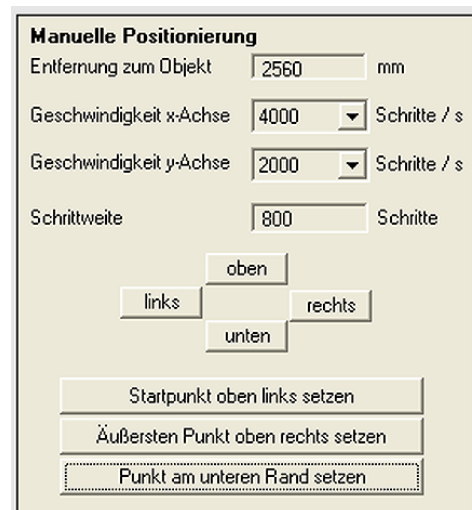 Manuelle Positionierung
Entfernung zum Objekt 2560 mm
Geschwindigkeit x-Achse 4000 Schritte / s
Geschwindigkeit y-Achse 2000 Schritte / s
Schrittweite 800 Schritte
oben
links rechts
unten
Startpunkt oben links setzen
Äußersten Punkt oben rechts setzen
Punkt am unteren Rand setzen